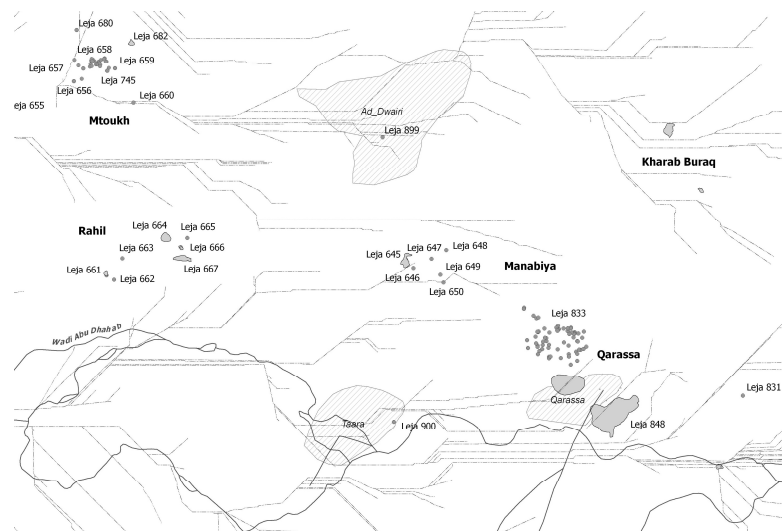 Leja 680
Leja 682
Leja 658
Leja 659
Leja 657
Leja 745
Leja 656
Leja 660
eja 655
Mtoukh
Ad_Dwairi
Leja 899
Kharab Buraq
Rahil
Leja 664
Leja 665
Leja 663
Leja 666
Leja 661
Leja 667
Leja 662
Leja 645
Leja 647
Leja 648
Leja 646
Leja 649
Leja 650
Manabiya
Leja 833
Wadi Abu Dhahab
Qarassa
Leja 831
Qarassa
Taara
Leja 900
Leja 848